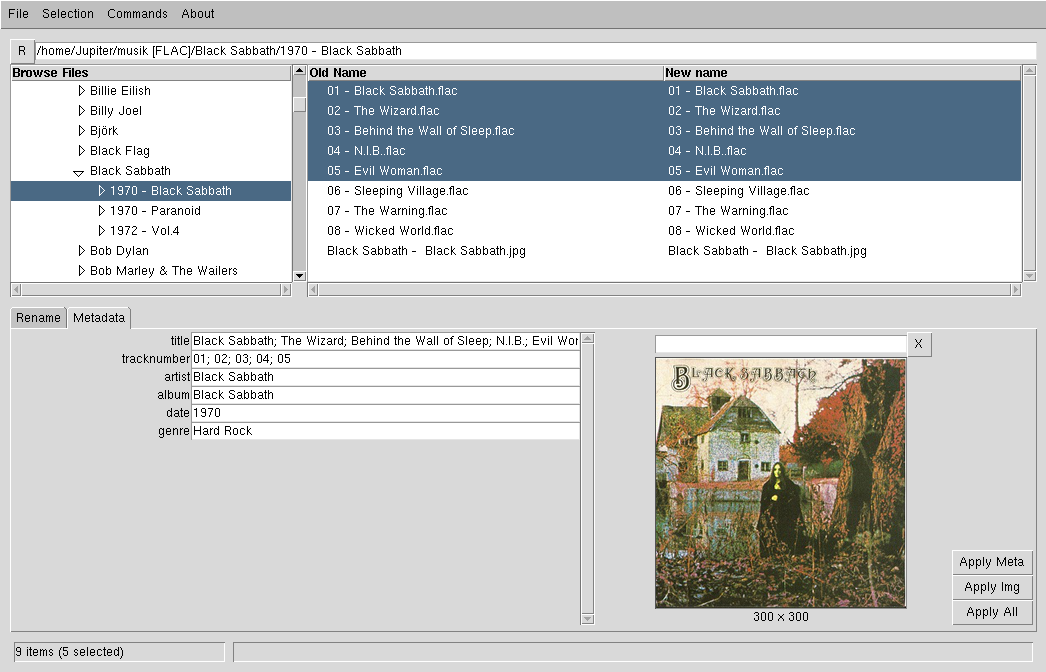 File Selection Commands About
R /home/Jupiter/musik [FLAC]/Black Sabbath/1970 - Black Sabbath
Browse Files
Billie Eilish
Billy Joel
Björk
Black Flag
Black Sabbath
1970 - Black Sabbath
1970 - Paranoid
1972 - Vol.4
Bob Dylan
Bob Marley & The Wailers
Old Name New name
01 - Black Sabbath.flac 01 - Black Sabbath.flac
02 - The Wizard.flac 02 - The Wizard.flac
03 - Behind the Wall of Sleep.flac 03 - Behind the Wall of Sleep.flac
04 - N.I.B..flac 04 - N.I.B..flac
05 - Evil Woman.flac 05 - Evil Woman.flac
06 - Sleeping Village.flac 06 - Sleeping Village.flac
07 - The Warning.flac 07 - The Warning.flac
08 - Wicked World.flac 08 - Wicked World.flac
Black Sabbath -  Black Sabbath.jpg Black Sabbath -  Black Sabbath.jpg
Rename Metadata
title Black Sabbath; The Wizard; Behind the Wall of Sleep; N.I.B.; Evil Wor
tracknumber 01; 02; 03; 04; 05
artist Black Sabbath
album Black Sabbath
date 1970
genre Hard Rock
X
BLACK SABBATH
300 x 300
Apply Meta
Apply Img
Apply All
9 items (5 selected)